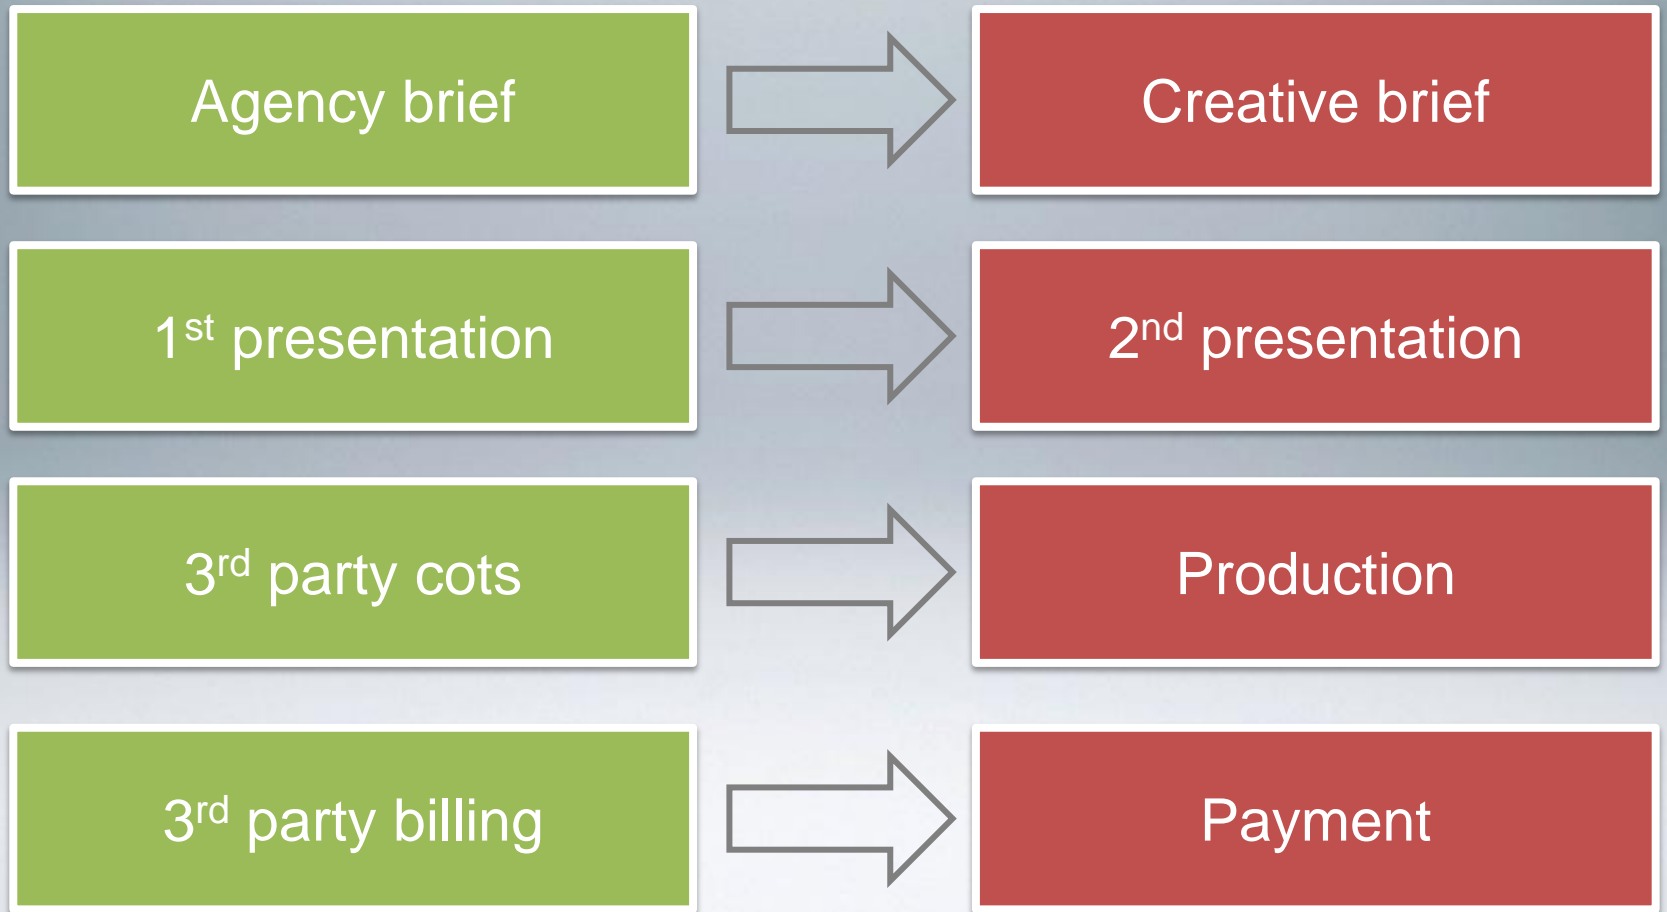 Agency brief
Creative brief
1st presentation
2nd presentation
3rd party cots
Production
3rd party billing
Payment